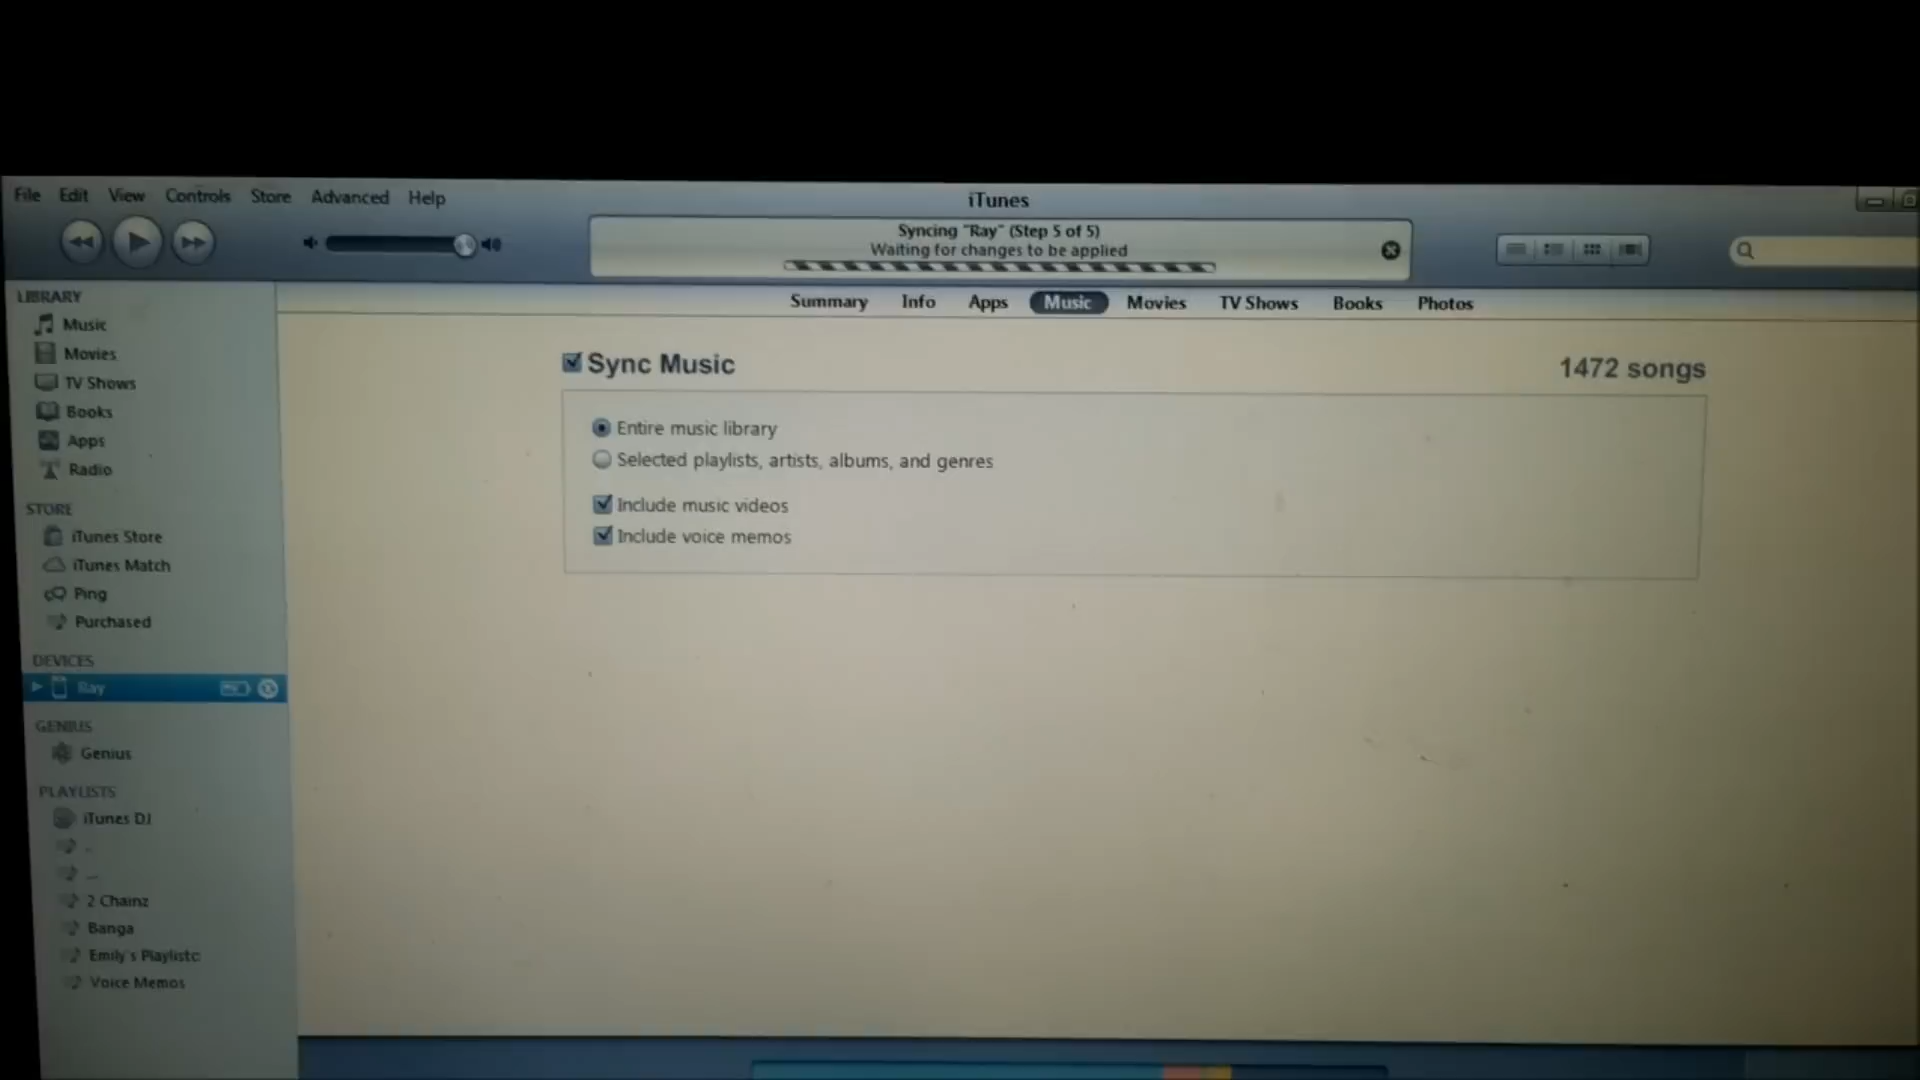 File Edit View Controls Store Advanced Help
iTunes
Syncing "Ray" (Step 5 of 5)
Waiting for changes to be applied
Summary Info Apps Music Movies TV Shows Books Photos
LIBRARY
Music
Movies
TV Shows
Books
Apps
Radio
STORE
iTunes Store
iTunes Match
Ping
Purchased
DEVICES
Ray
GENIUS
Genius
PLAYLISTS
iTunes DJ
..
...
2 Chainz
Banga
Emily's Playlists
Voice Memos
Sync Music
1472 songs
Entire music library
Selected playlists, artists, albums, and genres
Include music videos
Include voice memos